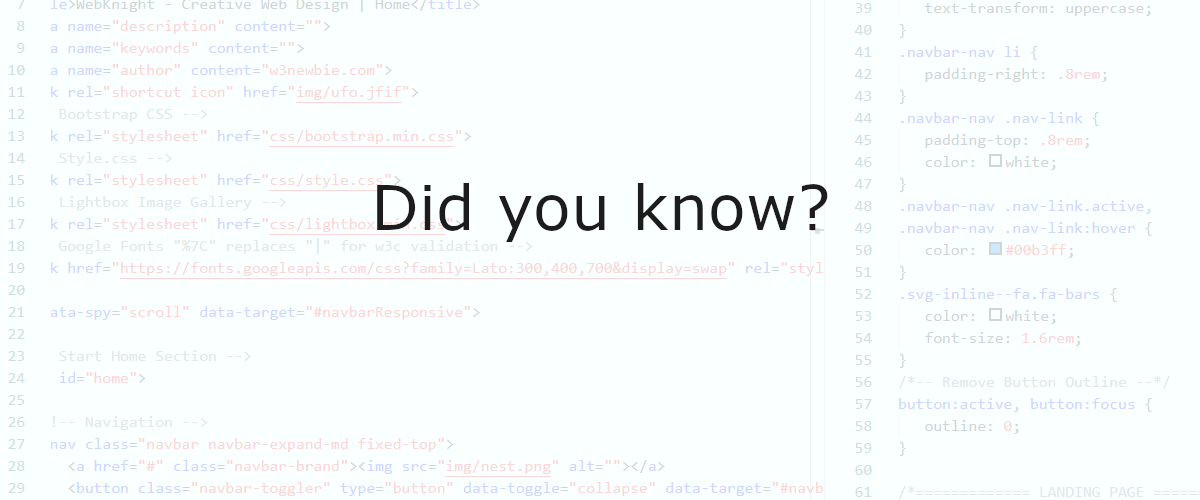 7 le>WebKnight - Creative Web Design | Home</title>
8 a name="description" content="">
9 a name="keywords" content="">
10 a name="author" content="w3newbie.com">
11 k rel="shortcut icon" href="img/ufo.jfif">
12 Bootstrap CSS -->
13 k rel="stylesheet" href="css/bootstrap.min.css">
14 Style.css -->
15 k rel="stylesheet" href="css/style.css">
16 Lightbox Image Gallery -->
17 k rel="stylesheet" href="css/lightbox.min.css">
18 Google Fonts "%7C" replaces "|" for w3c validation -->
19 k href="https://fonts.googleapis.com/css?family=Lato:300,400,700&display=swap" rel="styl
20
21 ata-spy="scroll" data-target="#navbarResponsive">
22
23 Start Home Section -->
24 id="home">
25
26 !-- Navigation -->
27 nav class="navbar navbar-expand-md fixed-top">
28 <a href="#" class="navbar-brand"><img src="img/nest.png" alt=""></a>
29 <button class="navbar-toggler" type="button" data-toggle="collapse" data-target="#navb
Did you know?
39 text-transform: uppercase;
40 }
41 .navbar-nav li {
42 padding-right: .8rem;
43 }
44 .navbar-nav .nav-link {
45 padding-top: .8rem;
46 color: white;
47 }
48 .navbar-nav .nav-link.active,
49 .navbar-nav .nav-link:hover {
50 color: #00b3ff;
51 }
52 .svg-inline--fa.fa-bars {
53 color: white;
54 font-size: 1.6rem;
55 }
56 /*-- Remove Button Outline --*/
57 button:active, button:focus {
58 outline: 0;
59 }
60
61 /*============= LANDING PAGE =====